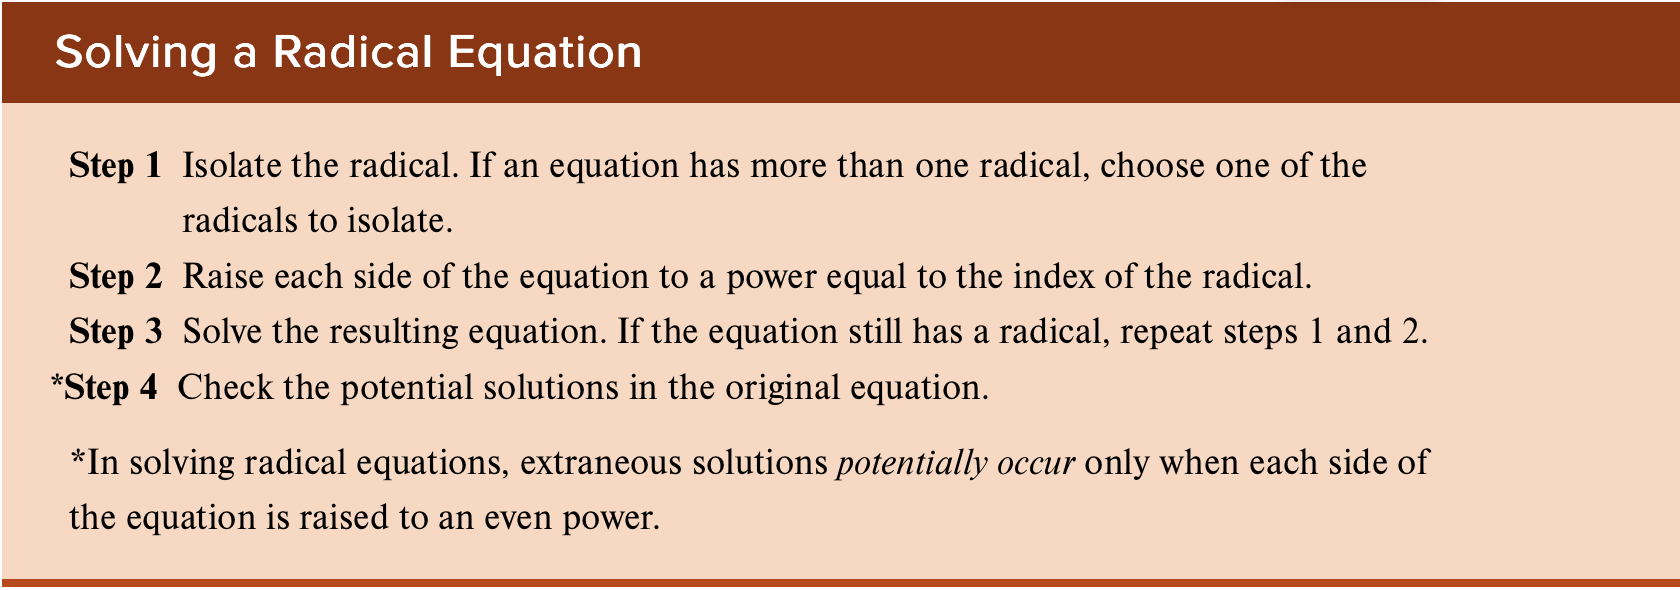 Solving a Radical Equation
Step 1 Isolate the radical. If an equation has more than one radical, choose one of the
radicals to isolate.
Step 2 Raise each side of the equation to a power equal to the index of the radical.
Step 3 Solve the resulting equation. If the equation still has a radical, repeat steps 1 and 2.
*Step 4 Check the potential solutions in the original equation.
*In solving radical equations, extraneous solutions potentially occur only when each side of
the equation is raised to an even power.